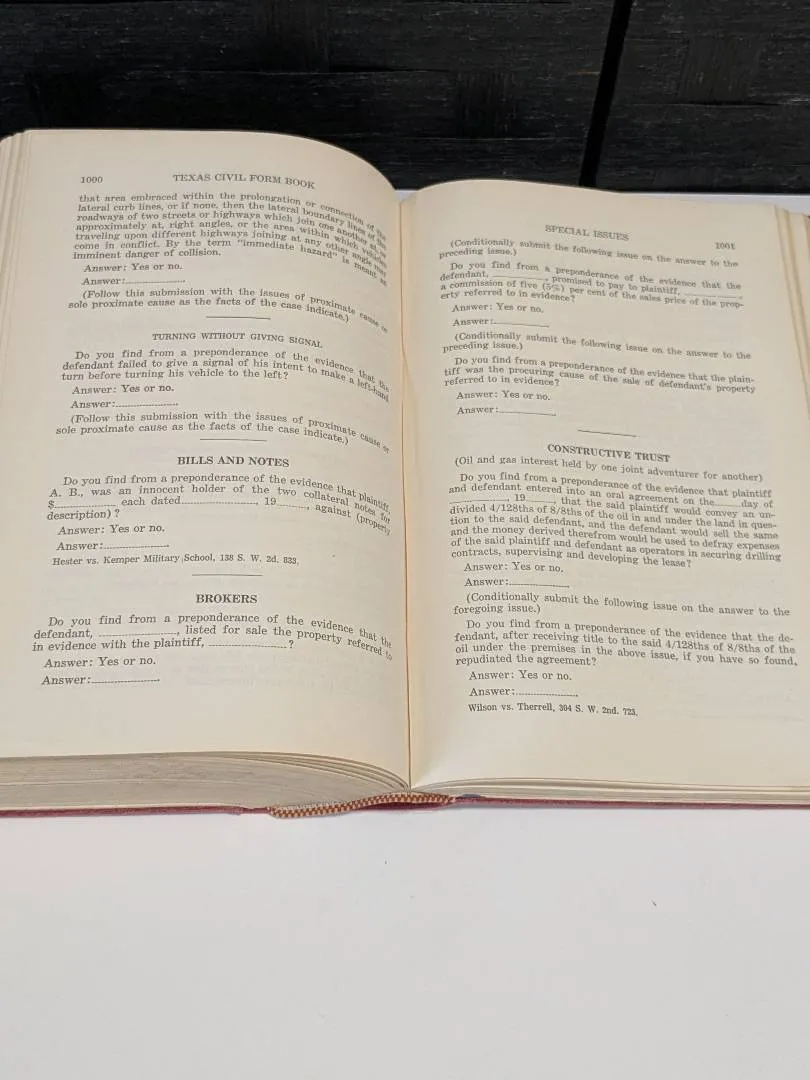 1000 TEXAS CIVIL FORM BOOK
that area embraced within the prolongation or connection of the
lateral curb lines, or if none, then the lateral boundary lines of the
roadways of two streets or highways which join one another at, or
approximately at, right angles, or the area within which vehicles
traveling upon different highways joining at any other angle may
come in conflict. By the term "immediate hazard" is meant an
imminent danger of collision.
Answer: Yes or no.
Answer:....................
(Follow this submission with the issues of proximate cause or
sole proximate cause as the facts of the case indicate.)
TURNING WITHOUT GIVING SIGNAL
Do you find from a preponderance of the evidence that the
defendant failed to give a signal of his intent to make a left-hand
turn before turning his vehicle to the left?
Answer: Yes or no.
Answer:....................
(Follow this submission with the issues of proximate cause or
sole proximate cause as the facts of the case indicate.)
BILLS AND NOTES
Do you find from a preponderance of the evidence that plaintiff,
A. B., was an innocent holder of the two collateral notes for
$.................... each dated...................., 19........, against (property
description)?
Answer: Yes or no.
Answer:....................
Hester vs. Kemper Military School, 138 S. W. 2d. 833.
BROKERS
Do you find from a preponderance of the evidence that the
defendant, ...................., listed for sale the property referred to
in evidence with the plaintiff, ....................?
Answer: Yes or no.
Answer:....................
SPECIAL ISSUES 1001
(Conditionally submit the following issue on the answer to the
preceding issue.)
Do you find from a preponderance of the evidence that the
defendant, ...................., promised to pay to plaintiff, ....................,
a commission of five (5%) per cent of the sales price of the prop-
erty referred to in evidence?
Answer: Yes or no.
Answer:....................
(Conditionally submit the following issue on the answer to the
preceding issue.)
Do you find from a preponderance of the evidence that the plain-
tiff was the procuring cause of the sale of defendant's property
referred to in evidence?
Answer: Yes or no.
Answer:....................
CONSTRUCTIVE TRUST
(Oil and gas interest held by one joint adventurer for another)
Do you find from a preponderance of the evidence that plaintiff
and defendant entered into an oral agreement on the........day of
...................., 19........, that the said plaintiff would convey an un-
divided 4/128ths of 8/8ths of the oil in and under the land in ques-
tion to the said defendant, and the defendant would sell the same
and the money derived therefrom would be used to defray expenses
of the said plaintiff and defendant as operators in securing drilling
contracts, supervising and developing the lease?
Answer: Yes or no.
Answer:....................
(Conditionally submit the following issue on the answer to the
foregoing issue.)
Do you find from a preponderance of the evidence that the de-
fendant, after receiving title to the said 4/128ths of 8/8ths of the
oil under the premises in the above issue, if you have so found,
repudiated the agreement?
Answer: Yes or no.
Answer:....................
Wilson vs. Therrell, 304 S. W. 2nd. 723.